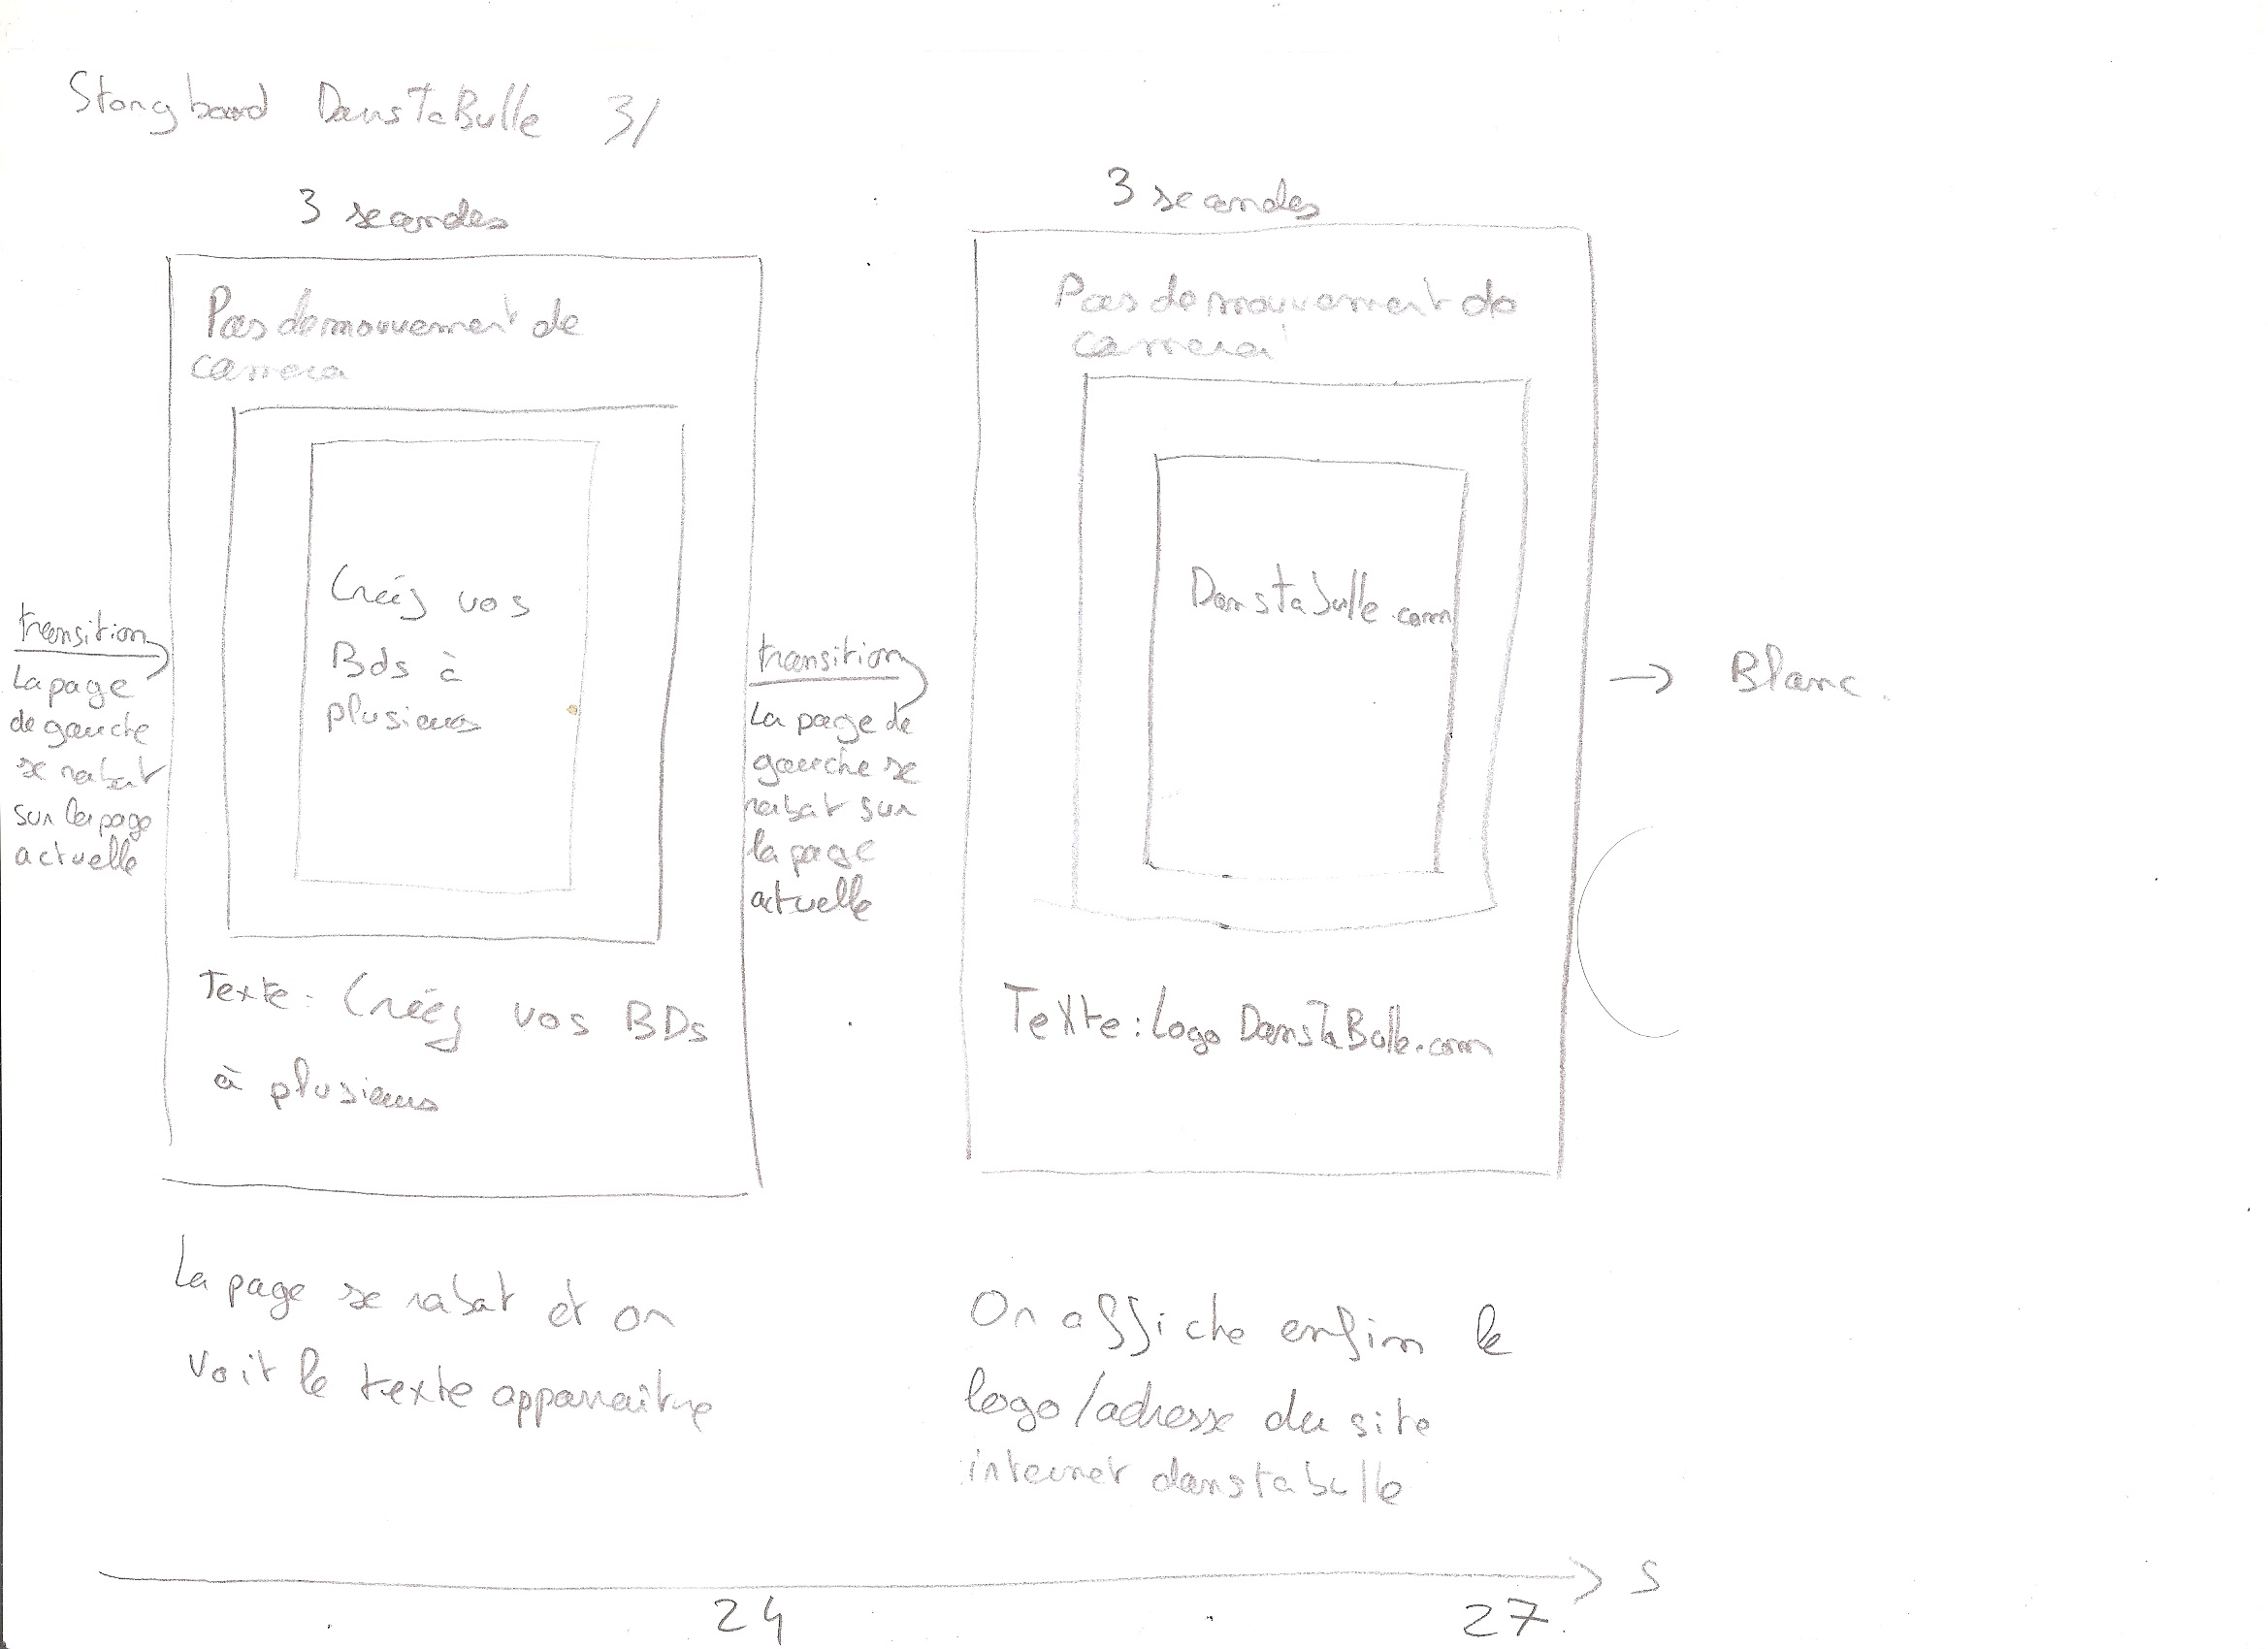 Storyboard DansTaBulle 3/
3 secondes
Pas de mouvement de
camera
Créez vos
Bds à
plusieurs
Texte: Créez vos BDs
à plusieurs
transition
La page
de gauche
se rabat
sur la page
actuelle
La page se rabat et on
voit le texte apparaître
transition
La page de
gauche se
rabat sur
la page
actuelle
3 secondes
Pas de mouvement de
camera
Danstabulle.com
Texte: Logo DansTaBulle.com
On affiche enfin le
logo/adresse du site
internet danstabulle
→ Blanc.
24
27
s